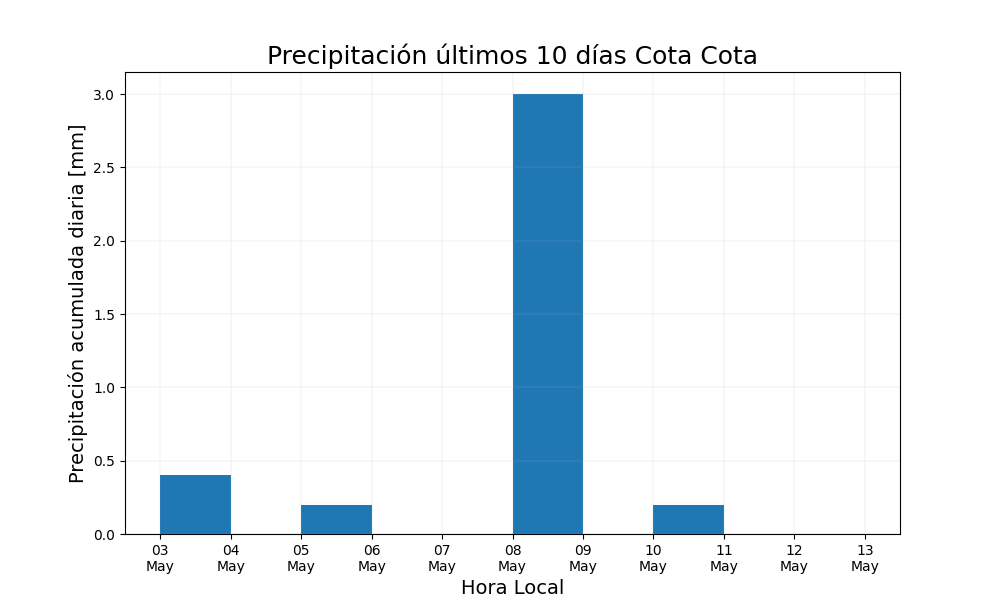 Precipitación últimos 10 días Cota Cota
Precipitación acumulada diaria [mm]
3.0
2.5
2.0
1.5
1.0
0.5
0.0
03 04 05 06 07 08 09 10 11 12 13
May May May May May May May May May May May
Hora Local